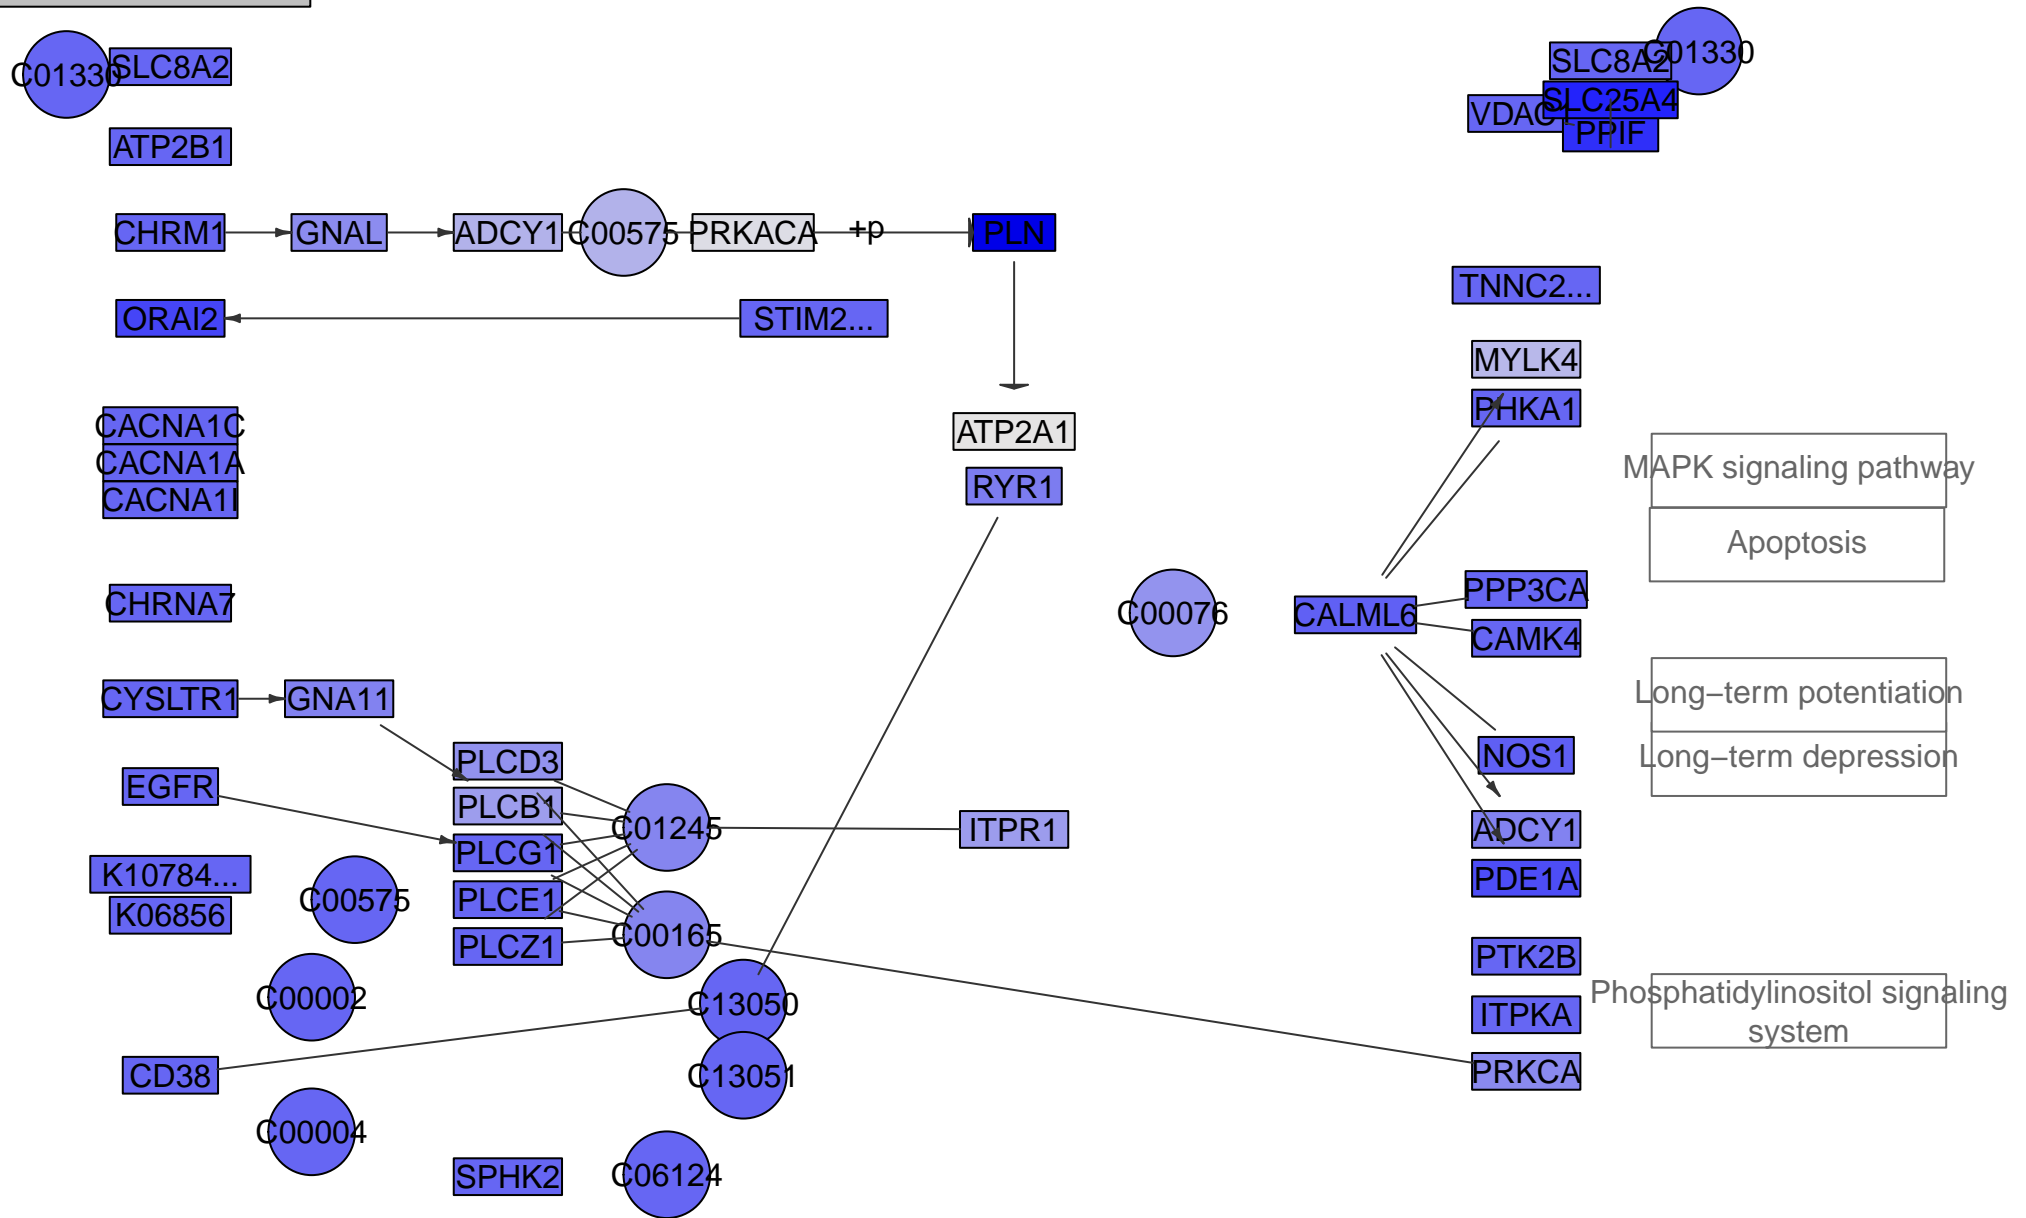 C01330
SLC8A2
SLC8A2
C01330
SLC25A4
VDAC1
PPIF
ATP2B1
CHRM1
GNAL
ADCY1
C00575
PRKACA
+p
PLN
TNNC2...
ORAI2
STIM2...
MYLK4
PHKA1
CACNA1C
CACNA1A
CACNA1I
ATP2A1
RYR1
MAPK signaling pathway
Apoptosis
CHRNA7
C00076
CALML6
PPP3CA
CAMK4
CYSLTR1
GNA11
Long−term potentiation
Long−term depression
NOS1
PLCD3
EGFR
PLCB1
C01245
ITPR1
ADCY1
PLCG1
K10784...
PDE1A
K06856
C00575
PLCE1
C00165
PLCZ1
PTK2B
C00002
C13050
ITPKA
Phosphatidylinositol signaling
system
CD38
C13051
PRKCA
C00004
SPHK2
C06124